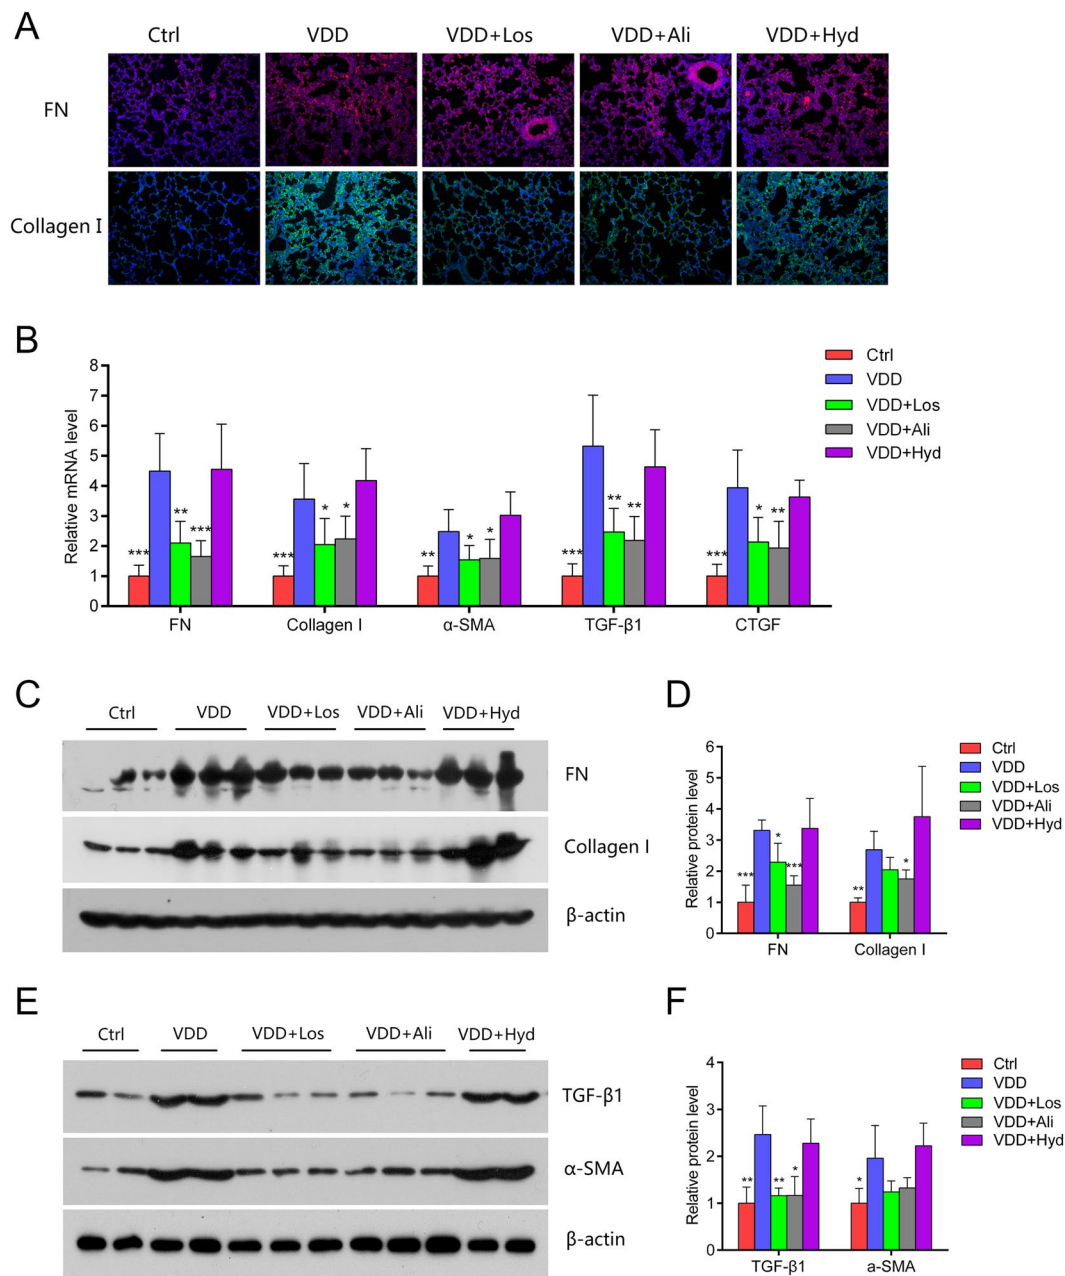 A
Ctrl VDD VDD+Los VDD+Ali VDD+Hyd
FN
Collagen I
B
Relative mRNA level
8
7
6
5
4
3
2
1
0
*** ** *** *** * * ** * * *** ** ** *** * **
FN Collagen I α-SMA TGF-β1 CTGF
Ctrl
VDD
VDD+Los
VDD+Ali
VDD+Hyd
C
Ctrl VDD VDD+Los VDD+Ali VDD+Hyd
FN
Collagen I
β-actin
D
Relative protein level
6
5
4
3
2
1
0
*** * *** ** *
FN Collagen I
Ctrl
VDD
VDD+Los
VDD+Ali
VDD+Hyd
E
Ctrl VDD VDD+Los VDD+Ali VDD+Hyd
TGF-β1
α-SMA
β-actin
F
Relative protein level
4
3
2
1
0
** ** * *
TGF-β1 a-SMA
Ctrl
VDD
VDD+Los
VDD+Ali
VDD+Hyd